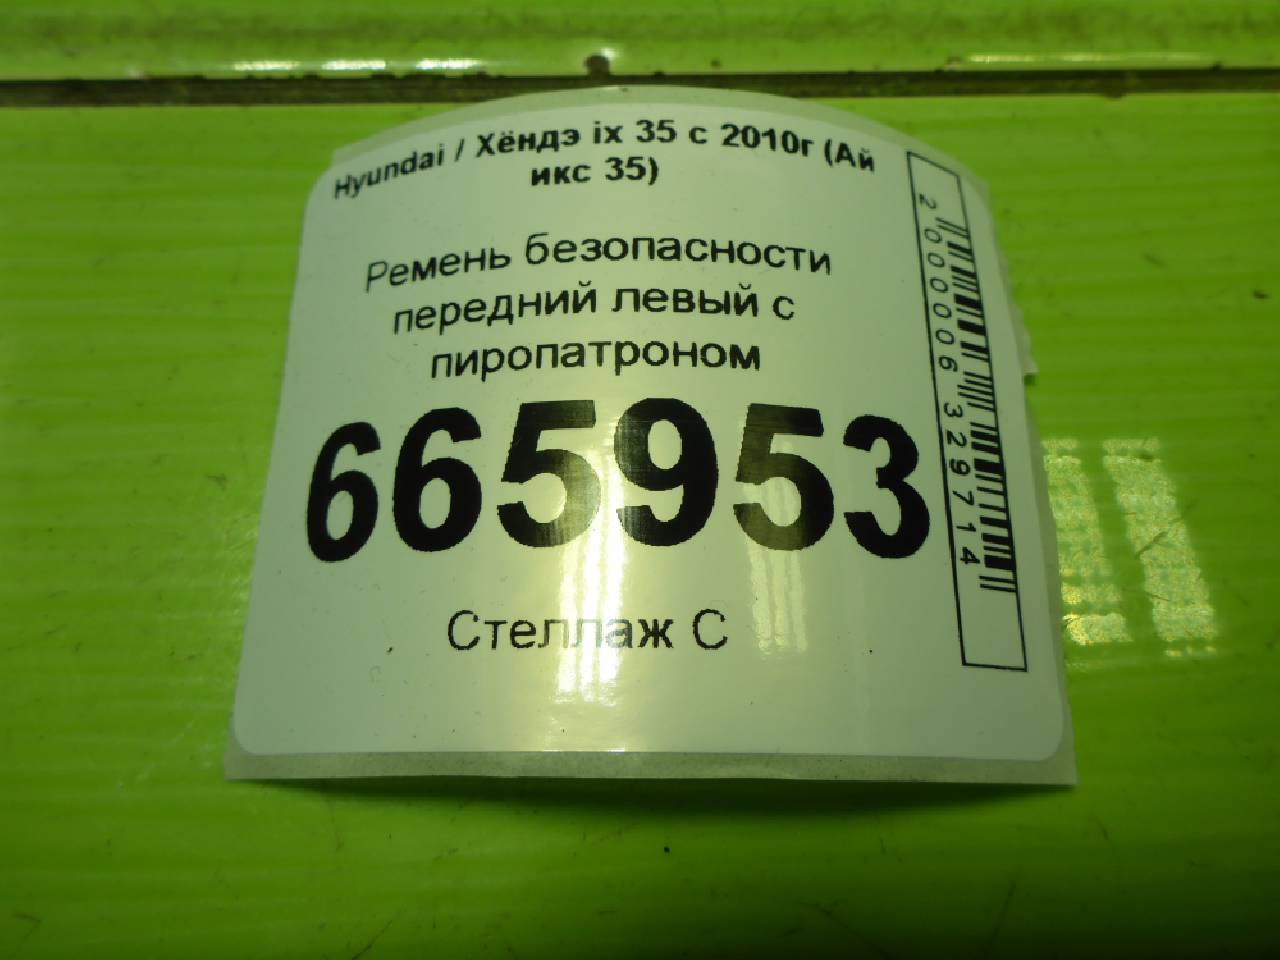 Hyundai / Хёндэ ix 35 с 2010г (Ай
икс 35)
Ремень безопасности
передний левый с
пиропатроном
665953
Стеллаж С
2000006329714